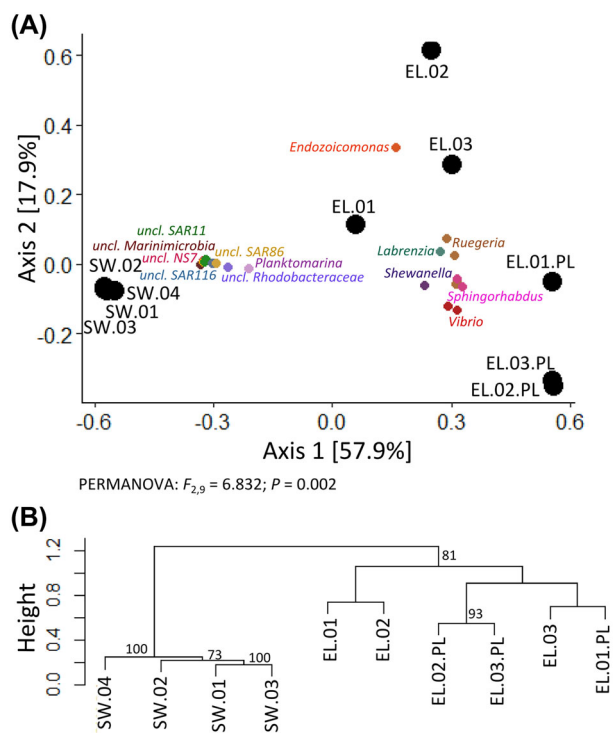 (A)
Axis 2 [17.9%]
0.6
0.4
0.2
0.0
-0.2
EL.02
EL.03
Endozoicomonas
EL.01
uncl. SAR11
uncl. Marinimicrobia
uncl. NS7
uncl. SAR86
uncl. SAR116
Planktomarina
uncl. Rhodobacteraceae
Labrenzia
Ruegeria
Shewanella
Sphingorhabdus
Vibrio
EL.01.PL
SW.02
SW.04
SW.01
SW.03
EL.03.PL
EL.02.PL
-0.6 -0.3 0.0 0.3 0.6
Axis 1 [57.9%]
PERMANOVA: F2,9 = 6.832; P = 0.002
(B)
Height
1.2
0.8
0.4
0.0
81
93
100
73
100
SW.04
SW.02
SW.01
SW.03
EL.01
EL.02
EL.02.PL
EL.03.PL
EL.03
EL.01.PL